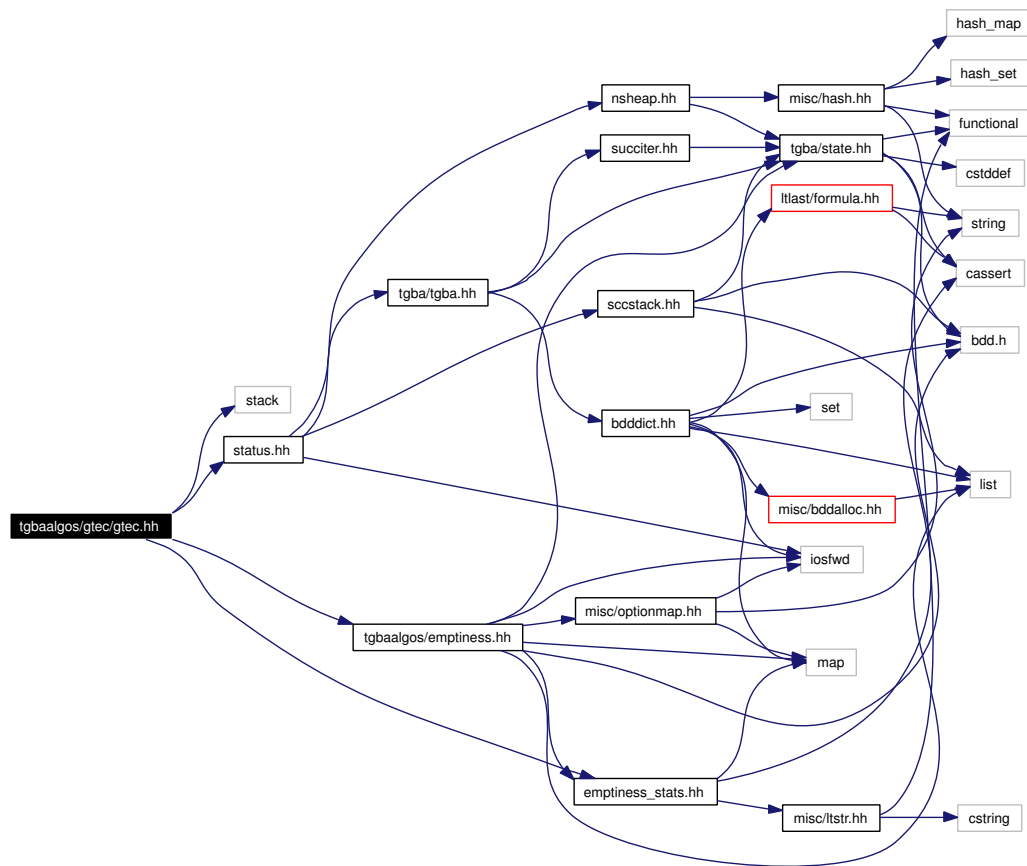 hash_map
hash_set
nsheap.hh
misc/hash.hh
functional
succiter.hh
tgba/state.hh
cstddef
ltlast/formula.hh
string
cassert
tgba/tgba.hh
sccstack.hh
bdd.h
stack
set
bdddict.hh
status.hh
list
misc/bddalloc.hh
tgbaalgos/gtec/gtec.hh
iosfwd
misc/optionmap.hh
tgbaalgos/emptiness.hh
map
emptiness_stats.hh
misc/ltstr.hh
cstring